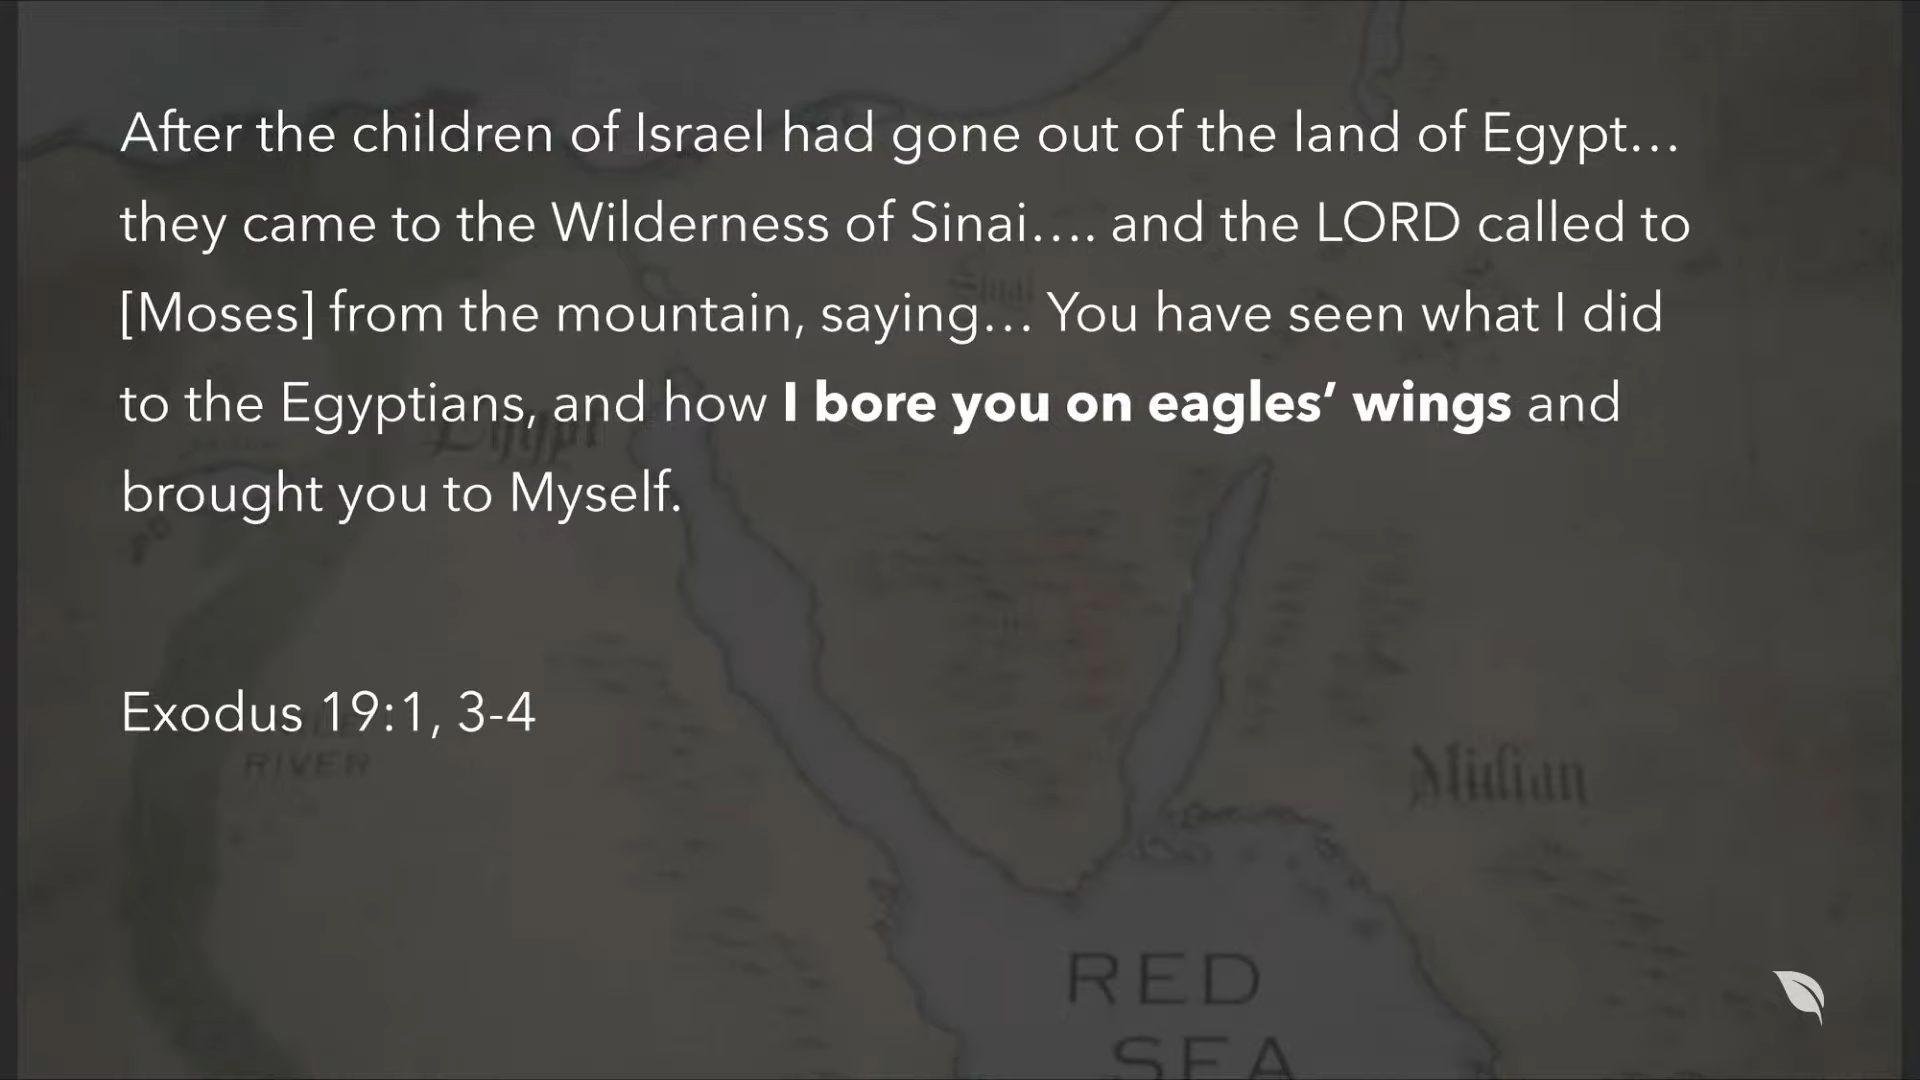 After the children of Israel had gone out of the land of Egypt…
they came to the Wilderness of Sinai…. and the LORD called to
[Moses] from the mountain, saying… You have seen what I did
to the Egyptians, and how I bore you on eagles’ wings and
brought you to Myself.
Exodus 19:1, 3-4
Sinai
Egypt
RIVER
Midian
RED
SEA